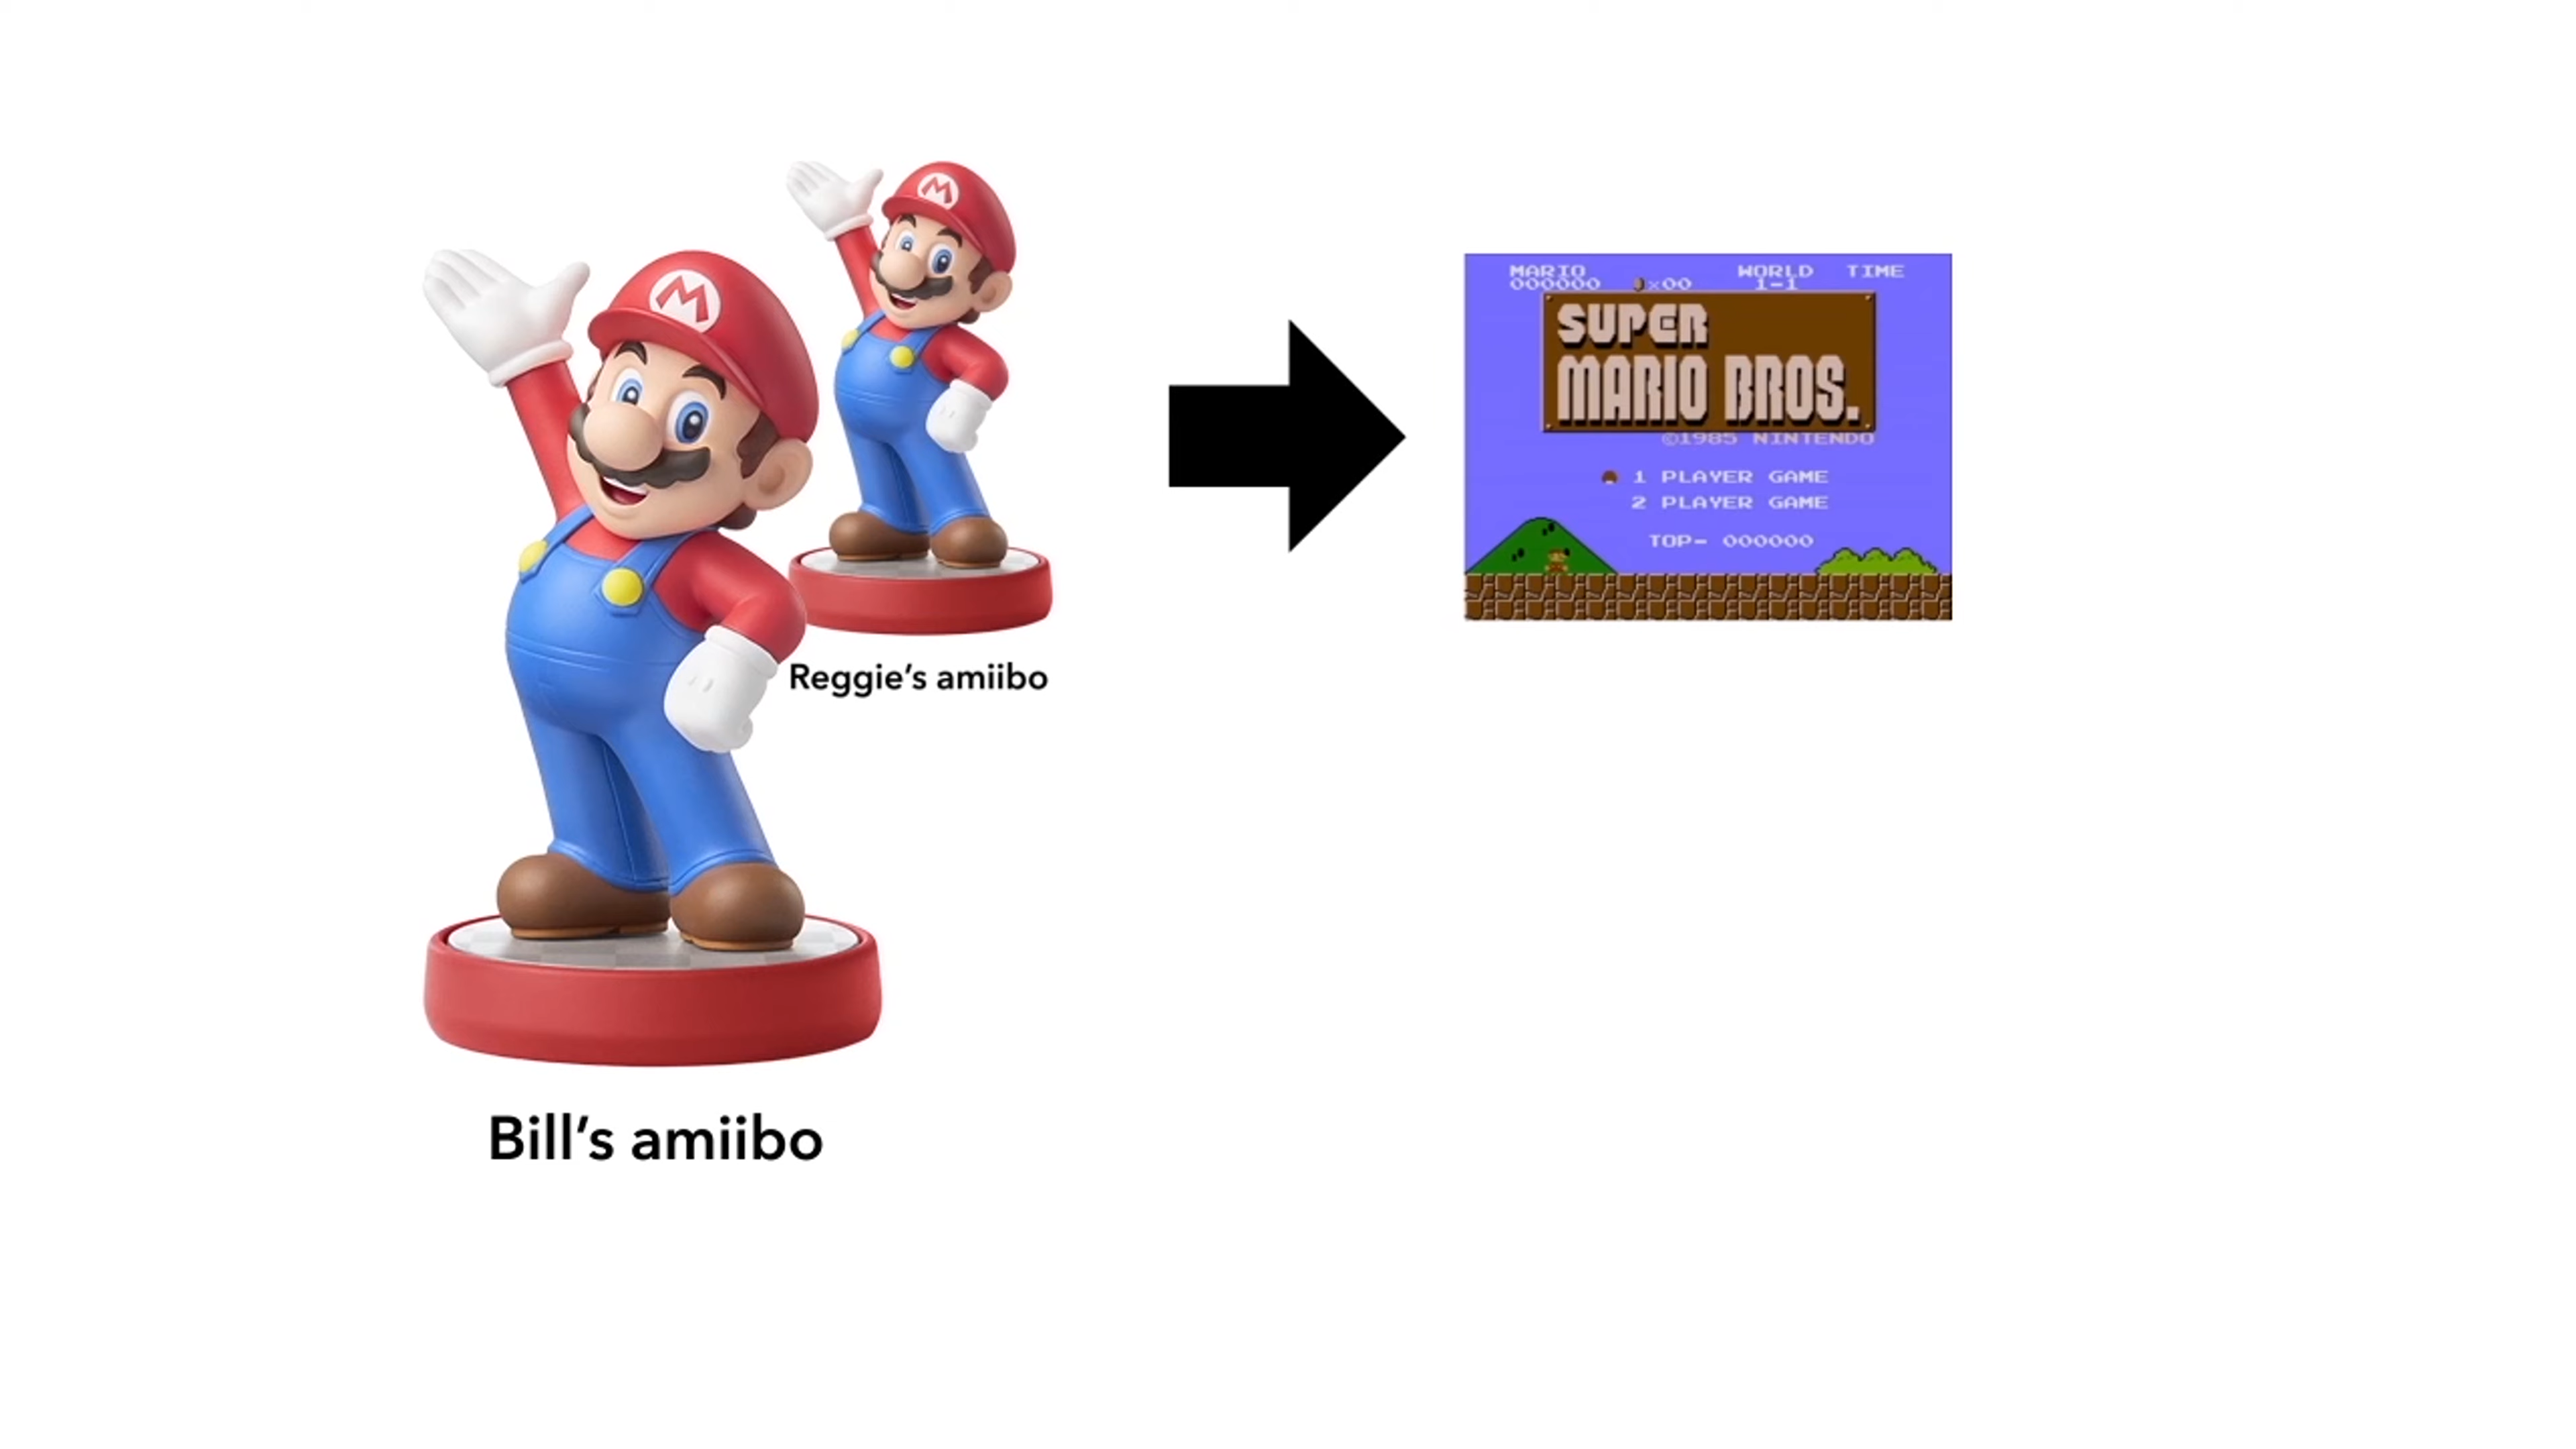 M
M
Reggie's amiibo
Bill's amiibo
MARIO WORLD TIME
000000 ×00 1-1
SUPER
MARIO BROS.
©1985 NINTENDO
1 PLAYER GAME
2 PLAYER GAME
TOP- 000000